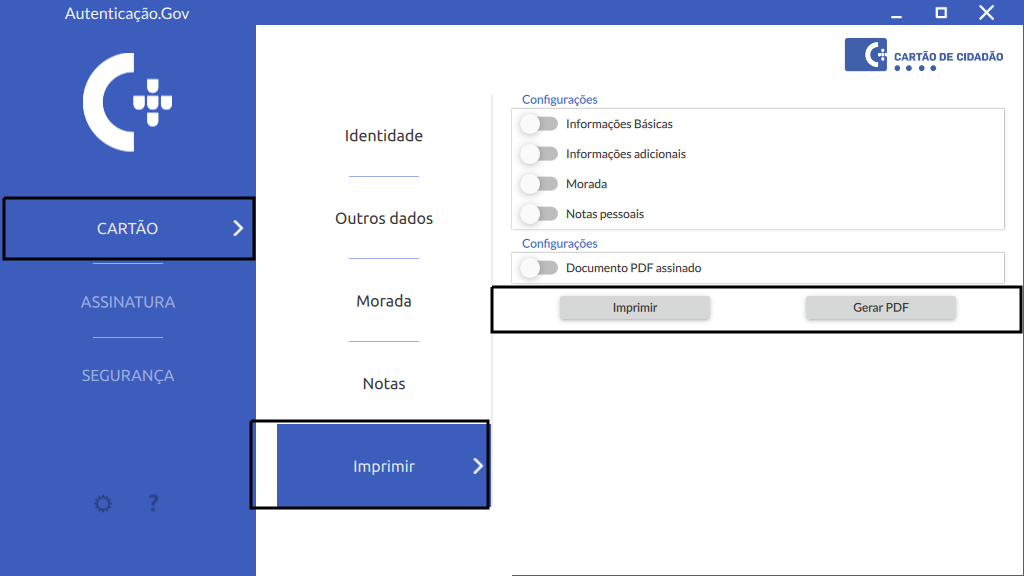 Autenticação.Gov
CARTÃO
ASSINATURA
SEGURANÇA
?
Identidade
Outros dados
Morada
Notas
Imprimir
CARTÃO DE CIDADÃO
Configurações
Informações Básicas
Informações adicionais
Morada
Notas pessoais
Configurações
Documento PDF assinado
Imprimir
Gerar PDF